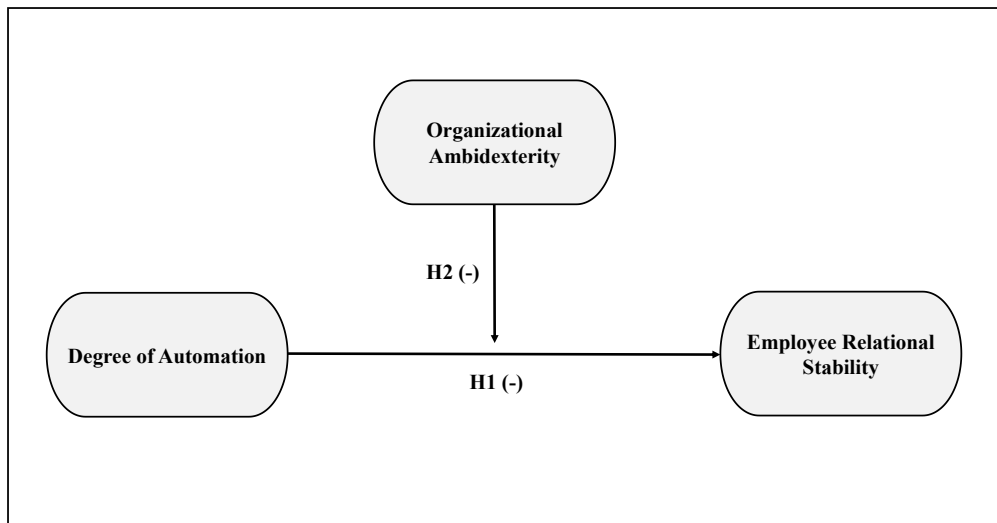 Organizational
Ambidexterity
H2 (-)
Degree of Automation
Employee Relational
Stability
H1 (-)